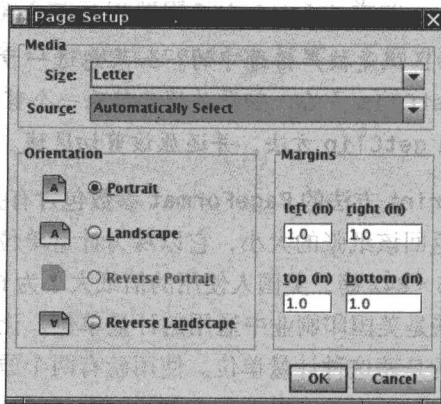 Page Setup
Media
Size: Letter
Source: Automatically Select
Orientation
Portrait
Landscape
Reverse Portrait
Reverse Landscape
Margins
left (in) right (in)
1.0 1.0
top (in) bottom (in)
1.0 1.0
OK Cancel